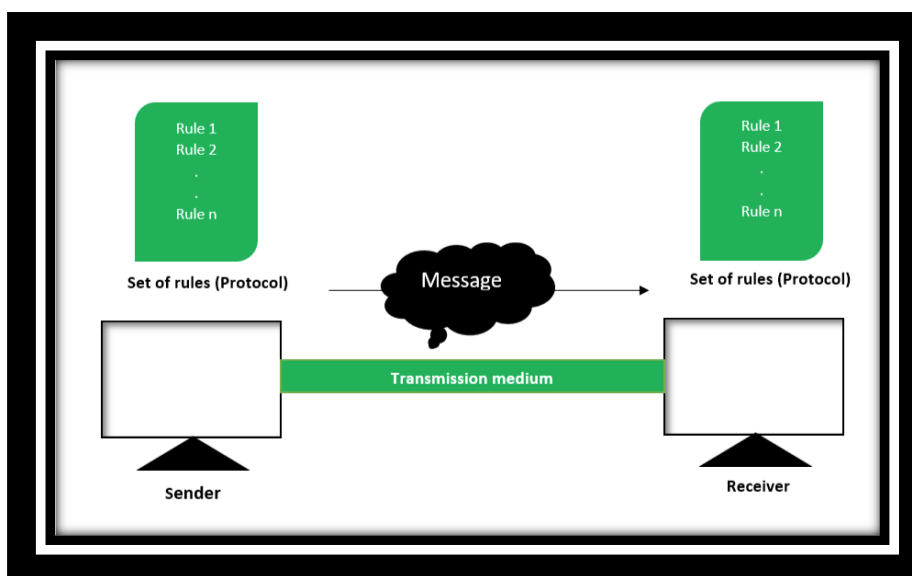 Rule 1
Rule 2
.
.
Rule n
Set of rules (Protocol)
Rule 1
Rule 2
.
.
Rule n
Set of rules (Protocol)
Message
Transmission medium
Sender
Receiver